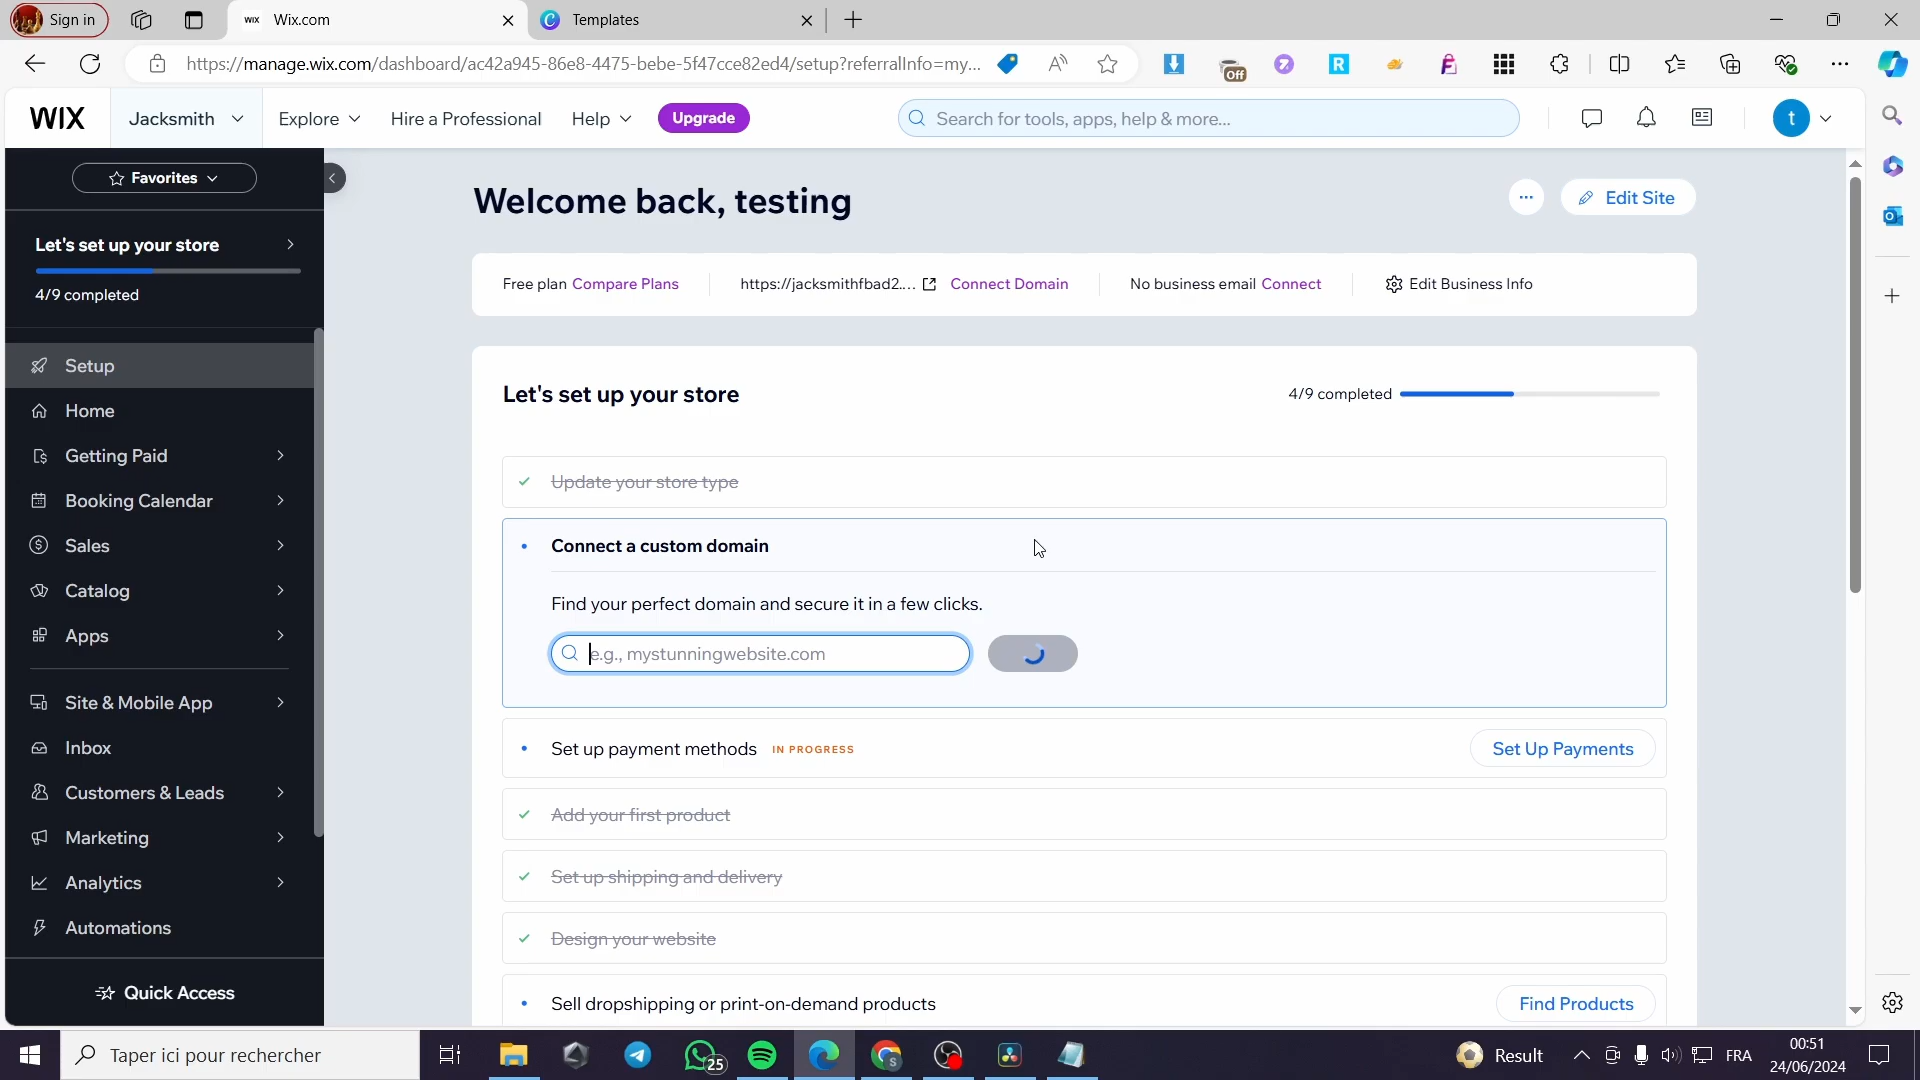 Sign in
WIX
Wix.com
Templates
https://manage.wix.com/dashboard/ac42a945-86e8-4475-bebe-5f47cce82ed4/setup?referralInfo=my...
Off
WIX
Jacksmith
Explore
Hire a Professional
Help
Upgrade
Search for tools, apps, help & more...
t
Favorites
Let's set up your store
4/9 completed
Setup
Home
Getting Paid
Booking Calendar
Sales
Catalog
Apps
Site & Mobile App
Inbox
Customers & Leads
Marketing
Analytics
Automations
Quick Access
Welcome back, testing
Edit Site
Free plan Compare Plans
https://jacksmithfbad2.... Connect Domain
No business email Connect
Edit Business Info
Let's set up your store
4/9 completed
Update your store type
Connect a custom domain
Find your perfect domain and secure it in a few clicks.
e.g., mystunningwebsite.com
Set up payment methods IN PROGRESS
Set Up Payments
Add your first product
Set up shipping and delivery
Design your website
Sell dropshipping or print-on-demand products
Find Products
Taper ici pour rechercher
25
Result
FRA
00:51
24/06/2024